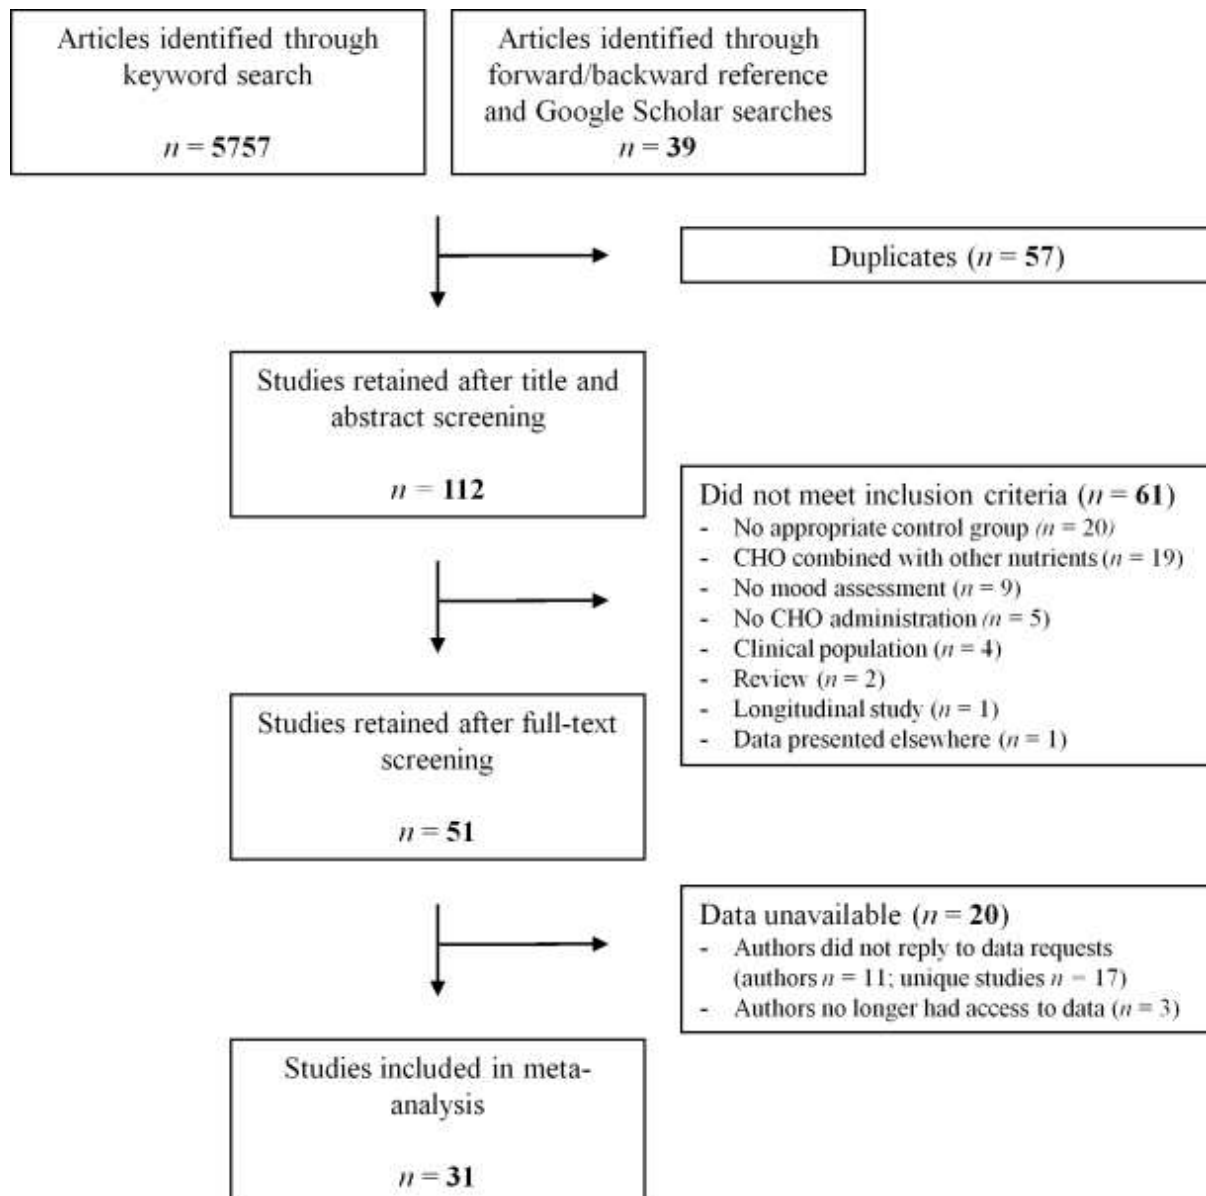 Articles identified through
keyword search
n = 5757
Articles identified through
forward/backward reference
and Google Scholar searches
n = 39
Duplicates (n = 57)
Studies retained after title and
abstract screening
n = 112
Did not meet inclusion criteria (n = 61)
- No appropriate control group (n = 20)
- CHO combined with other nutrients (n = 19)
- No mood assessment (n = 9)
- No CHO administration (n = 5)
- Clinical population (n = 4)
- Review (n = 2)
- Longitudinal study (n = 1)
- Data presented elsewhere (n = 1)
Studies retained after full-text
screening
n = 51
Data unavailable (n = 20)
- Authors did not reply to data requests
(authors n = 11; unique studies n = 17)
- Authors no longer had access to data (n = 3)
Studies included in meta-
analysis
n = 31